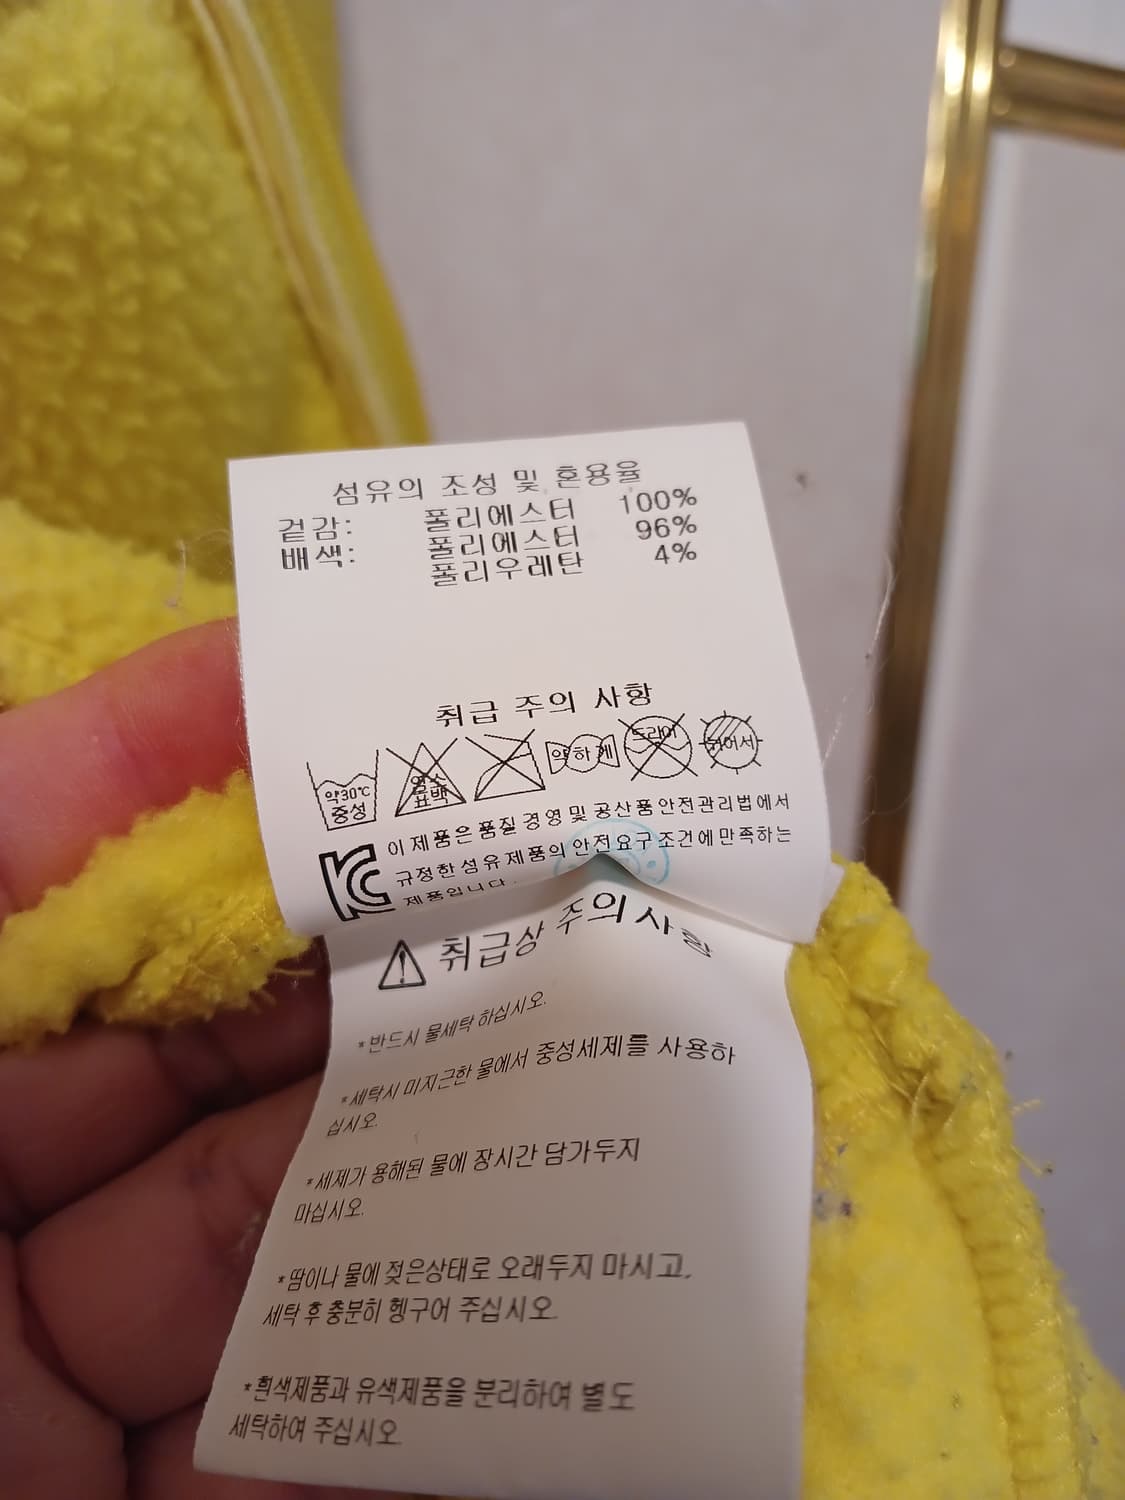 섬유의 조성 및 혼용율
겉감: 폴리에스터 100%
배색: 폴리에스터 96%
폴리우레탄 4%
취급 주의 사항
약30℃ 중성 염소 표백 약하게 드라이 뉘어서
이 제품은 품질 경영 및 공산품안전관리법에서
규정한 섬유제품의 안전요구조건에 만족하는
제품입니다.
취급상 주의사항
*반드시 물세탁 하십시오.
*세탁시 미지근한 물에서 중성세제를 사용하
십시오.
*세제가 용해된 물에 장시간 담가두지
마십시오.
*땀이나 물에 젖은상태로 오래두지 마시고,
세탁 후 충분히 헹구어 주십시오.
*흰색제품과 유색제품을 분리하여 별도
세탁하여 주십시오.